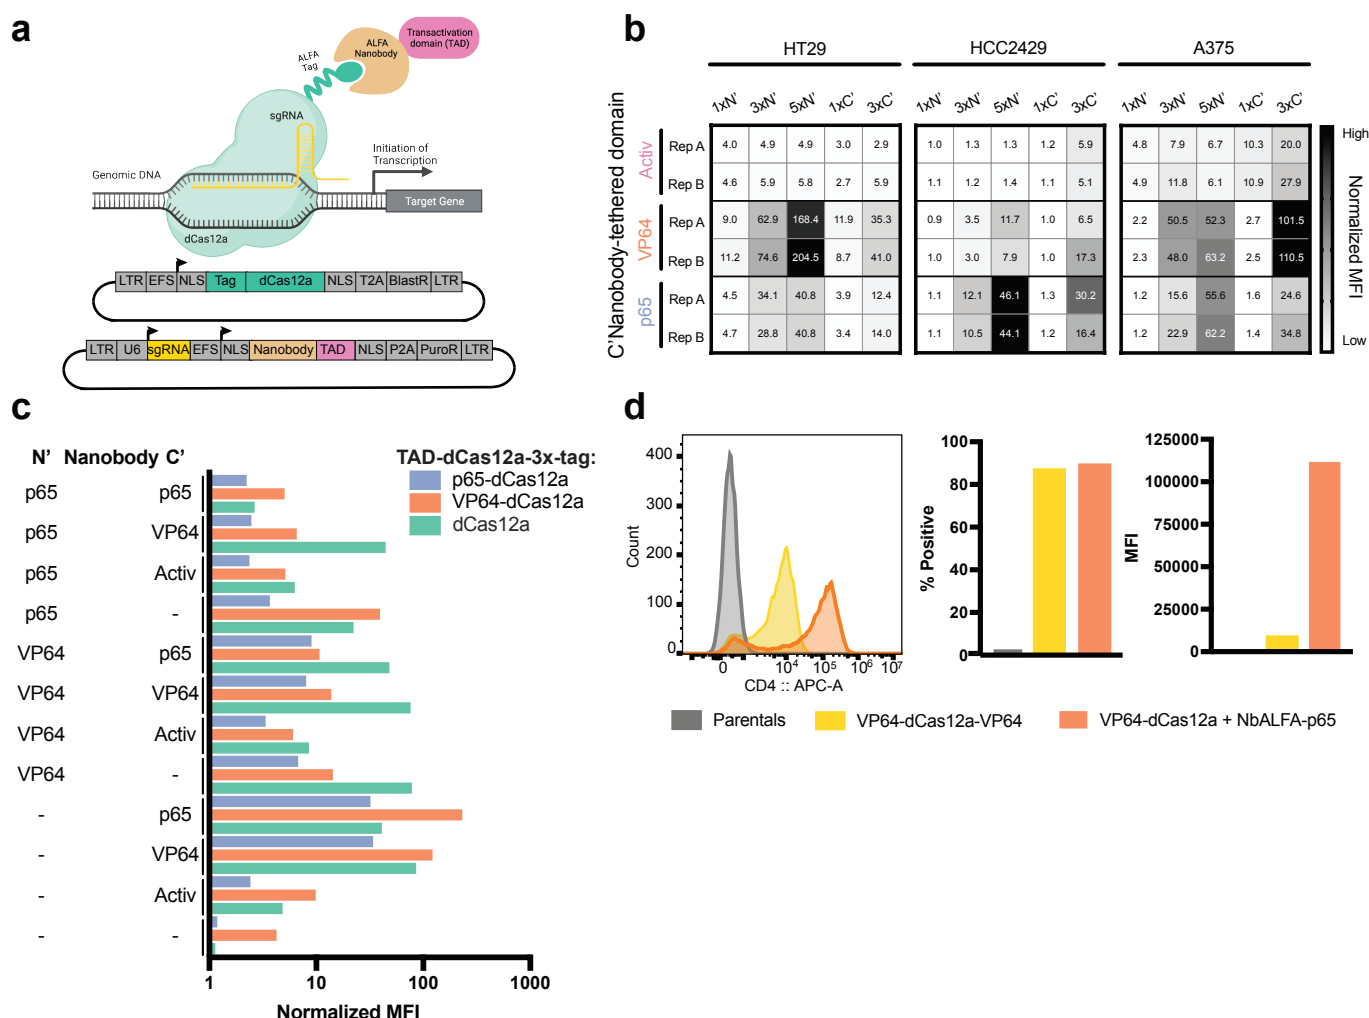 a
Transactivation
domain (TAD)
ALFA
Nanobody
ALFA
Tag
sgRNA
Initiation of
Transcription
Genomic DNA
Target Gene
dCas12a
LTR EFS NLS Tag dCas12a NLS T2A BlastR LTR
LTR U6 sgRNA EFS NLS Nanobody TAD NLS P2A PuroR LTR
b
HT29 HCC2429 A375
1xN' 3xN' 5xN' 1xC' 3xC' 1xN' 3xN' 5xN' 1xC' 3xC' 1xN' 3xN' 5xN' 1xC' 3xC'
C'Nanobody-tethered domain
Activ
Rep A 4.0 4.9 4.9 3.0 2.9 1.0 1.3 1.3 1.2 5.9 4.8 7.9 6.7 10.3 20.0
Rep B 4.6 5.9 5.8 2.7 5.9 1.1 1.2 1.4 1.1 5.1 4.9 11.8 6.1 10.9 27.9
VP64
Rep A 9.0 62.9 168.4 11.9 35.3 0.9 3.5 11.7 1.0 6.5 2.2 50.5 52.3 2.7 101.5
Rep B 11.2 74.6 204.5 8.7 41.0 1.0 3.0 7.9 1.0 17.3 2.3 48.0 63.2 2.5 110.5
p65
Rep A 4.5 34.1 40.8 3.9 12.4 1.1 12.1 46.1 1.3 30.2 1.2 15.6 55.6 1.6 24.6
Rep B 4.7 28.8 40.8 3.4 14.0 1.1 10.5 44.1 1.2 16.4 1.3 22.9 62.2 1.4 34.8
High
Normalized MFI
Low
c
N' Nanobody C'
TAD-dCas12a-3x-tag:
p65-dCas12a
VP64-dCas12a
dCas12a
p65 p65
p65 VP64
p65 Activ
p65 -
VP64 p65
VP64 VP64
VP64 Activ
VP64 -
- p65
- VP64
- Activ
- -
1 10 100 1000
Normalized MFI
d
Count
400
300
200
100
0
0 10⁴ 10⁵ 10⁶ 10⁷
CD4 :: APC-A
% Positive
100
80
60
40
20
0
MFI
125000
100000
75000
50000
25000
0
Parentals VP64-dCas12a-VP64 VP64-dCas12a + NbALFA-p65